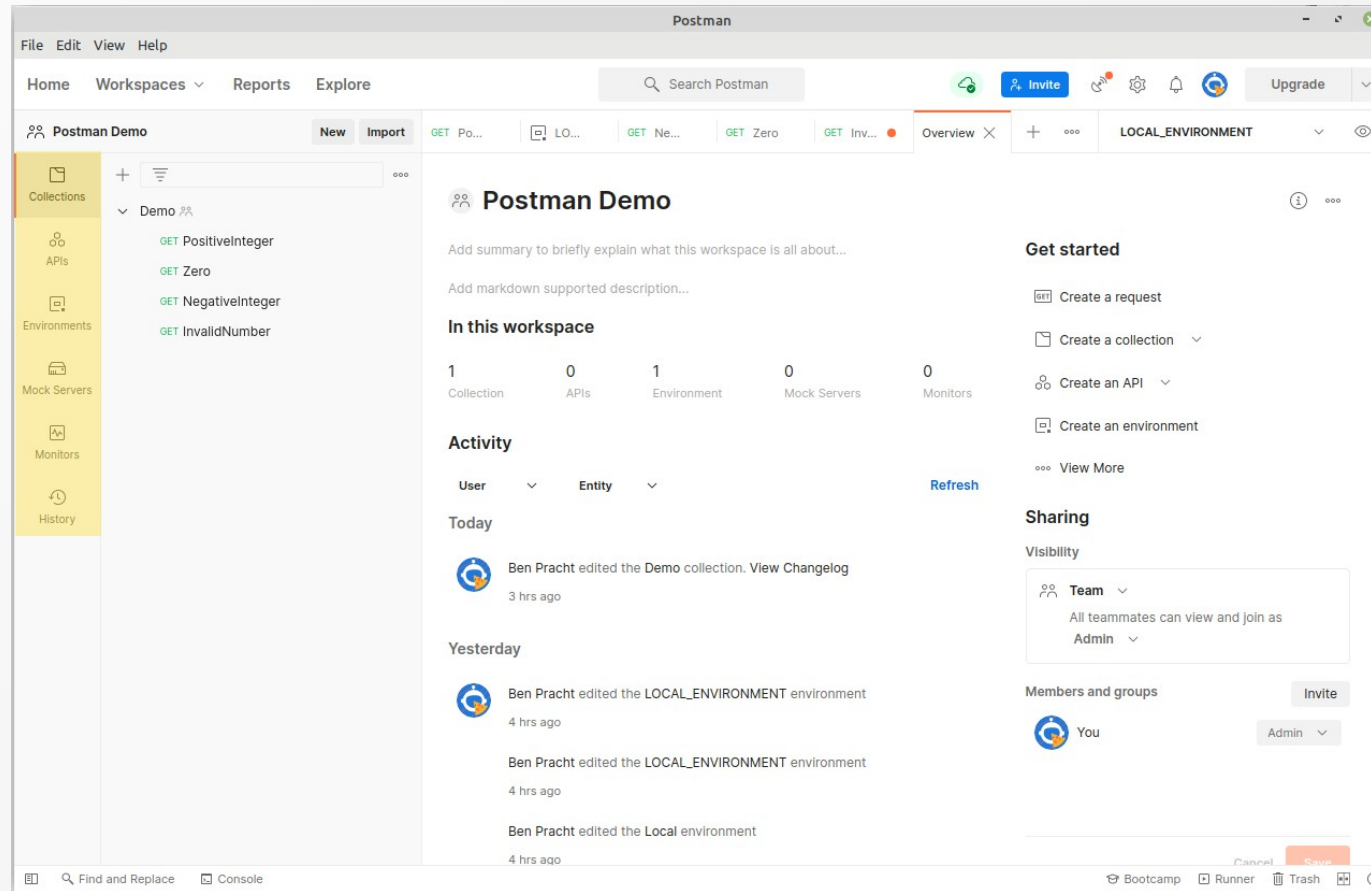 Postman
File Edit View Help
Home Workspaces Reports Explore Search Postman Invite Upgrade
Postman Demo New Import GET Po... LO... GET Ne... GET Zero GET Inv... Overview LOCAL_ENVIRONMENT
Collections
APIs
Environments
Mock Servers
Monitors
History
Demo
GET PositiveInteger
GET Zero
GET NegativeInteger
GET InvalidNumber
Postman Demo
Add summary to briefly explain what this workspace is all about...
Add markdown supported description...
In this workspace
1 0 1 0 0
Collection APIs Environment Mock Servers Monitors
Activity
User Entity Refresh
Today
Ben Pracht edited the Demo collection. View Changelog
3 hrs ago
Yesterday
Ben Pracht edited the LOCAL_ENVIRONMENT environment
4 hrs ago
Ben Pracht edited the LOCAL_ENVIRONMENT environment
4 hrs ago
Ben Pracht edited the Local environment
4 hrs ago
Get started
GET Create a request
Create a collection
Create an API
Create an environment
View More
Sharing
Visibility
Team
All teammates can view and join as
Admin
Members and groups Invite
You Admin
Cancel Save
Find and Replace Console Bootcamp Runner Trash